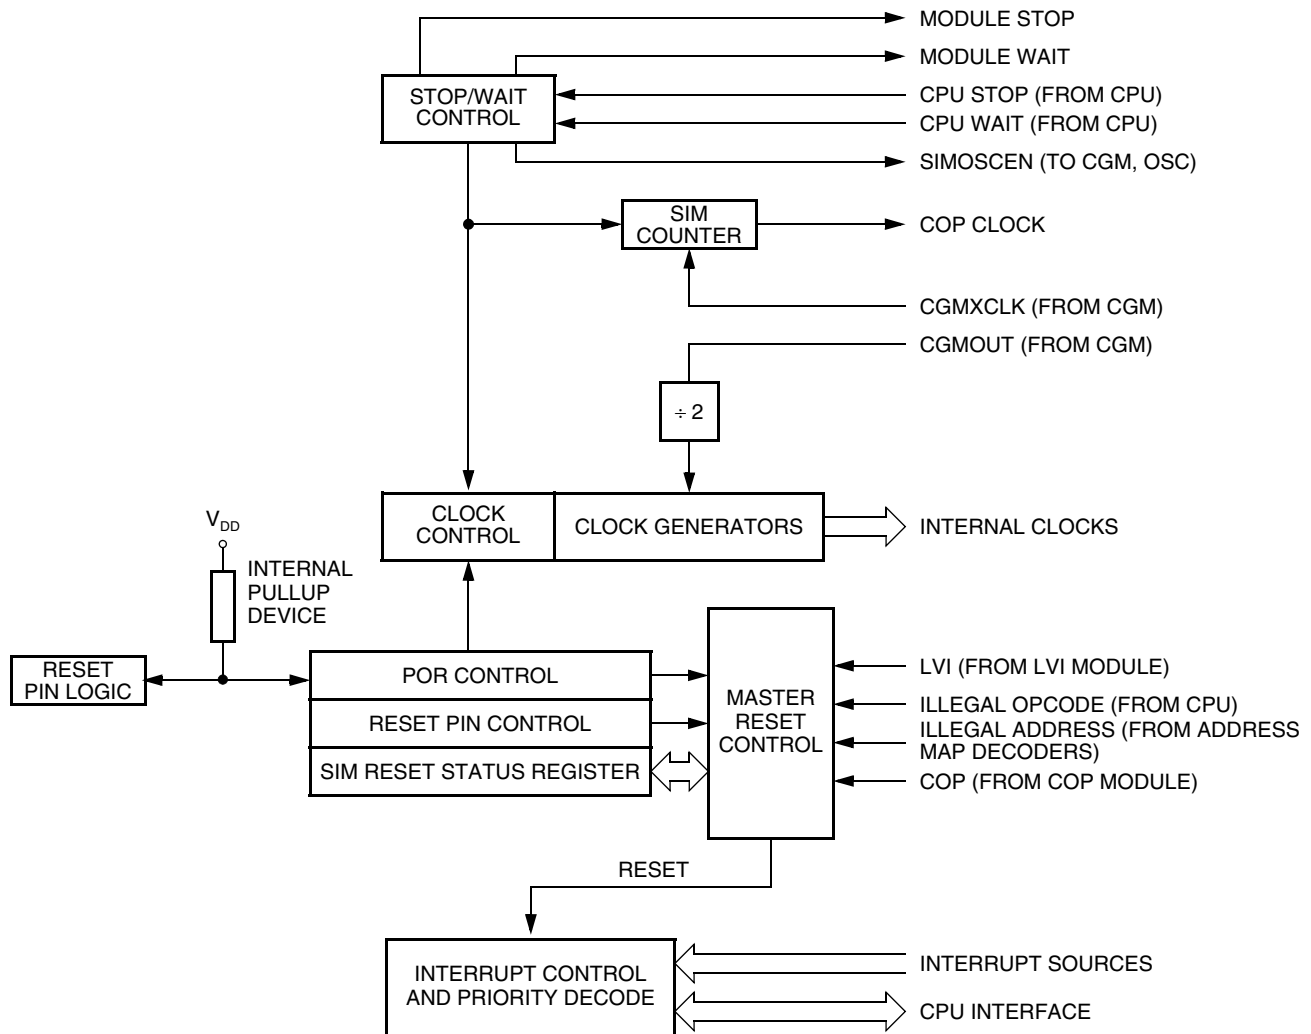 MODULE STOP
MODULE WAIT
STOP/WAIT
CONTROL
CPU STOP (FROM CPU)
CPU WAIT (FROM CPU)
SIMOSCEN (TO CGM, OSC)
SIM
COUNTER
COP CLOCK
CGMXCLK (FROM CGM)
CGMOUT (FROM CGM)
÷ 2
CLOCK
CONTROL
CLOCK GENERATORS
INTERNAL CLOCKS
VDD
INTERNAL
PULLUP
DEVICE
RESET
PIN LOGIC
POR CONTROL
RESET PIN CONTROL
SIM RESET STATUS REGISTER
MASTER
RESET
CONTROL
LVI (FROM LVI MODULE)
ILLEGAL OPCODE (FROM CPU)
ILLEGAL ADDRESS (FROM ADDRESS
MAP DECODERS)
COP (FROM COP MODULE)
RESET
INTERRUPT CONTROL
AND PRIORITY DECODE
INTERRUPT SOURCES
CPU INTERFACE